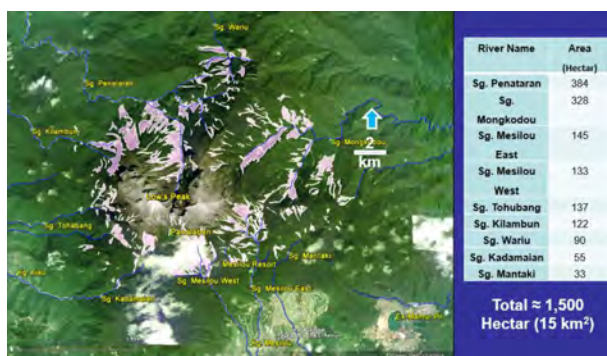 Sg. Wariu
Sg. Penataran
Sg. Kilambun
Sg. Mongkodou
2
km
Low's Peak
Sg. Tohubang
Panalaban
Mesilou Resort
Sg. Mantaki
Sg. Mesilou West
Sg. Mesilou East
Sg. Kadamaian
Sg. Mesilou
River Name Area
(Hectar)
Sg. Penataran 384
Sg. 328
Mongkodou
Sg. Mesilou 145
East
Sg. Mesilou 133
West
Sg. Tohubang 137
Sg. Kilambun 122
Sg. Wariu 90
Sg. Kadamaian 55
Sg. Mantaki 33
Total ≈ 1,500
Hectar (15 km²)